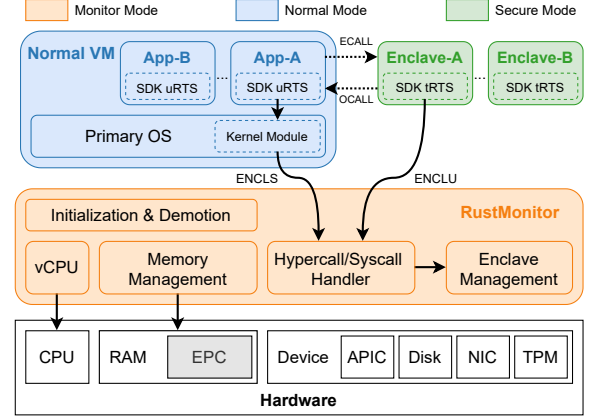 Monitor Mode
Normal Mode
Secure Mode
Normal VM
App-B
App-A
SDK uRTS
...
SDK uRTS
Primary OS
Kernel Module
ECALL
OCALL
Enclave-A
Enclave-B
SDK tRTS
...
SDK tRTS
ENCLS
ENCLU
RustMonitor
Initialization & Demotion
vCPU
Memory
Management
Hypercall/Syscall
Handler
Enclave
Management
CPU
RAM
EPC
Device
APIC
Disk
NIC
TPM
Hardware